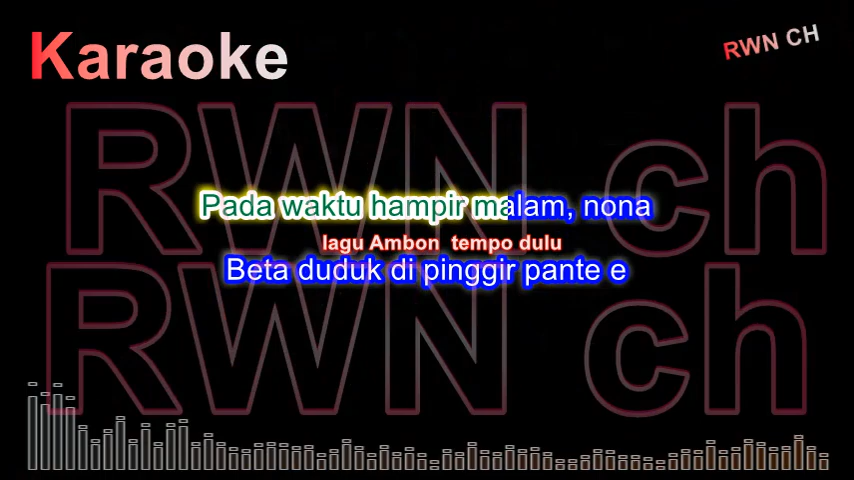 Karaoke
RWN CH
RWN ch
Pada waktu hampir malam, nona
lagu Ambon tempo dulu
Beta duduk di pinggir pante e
RWN ch